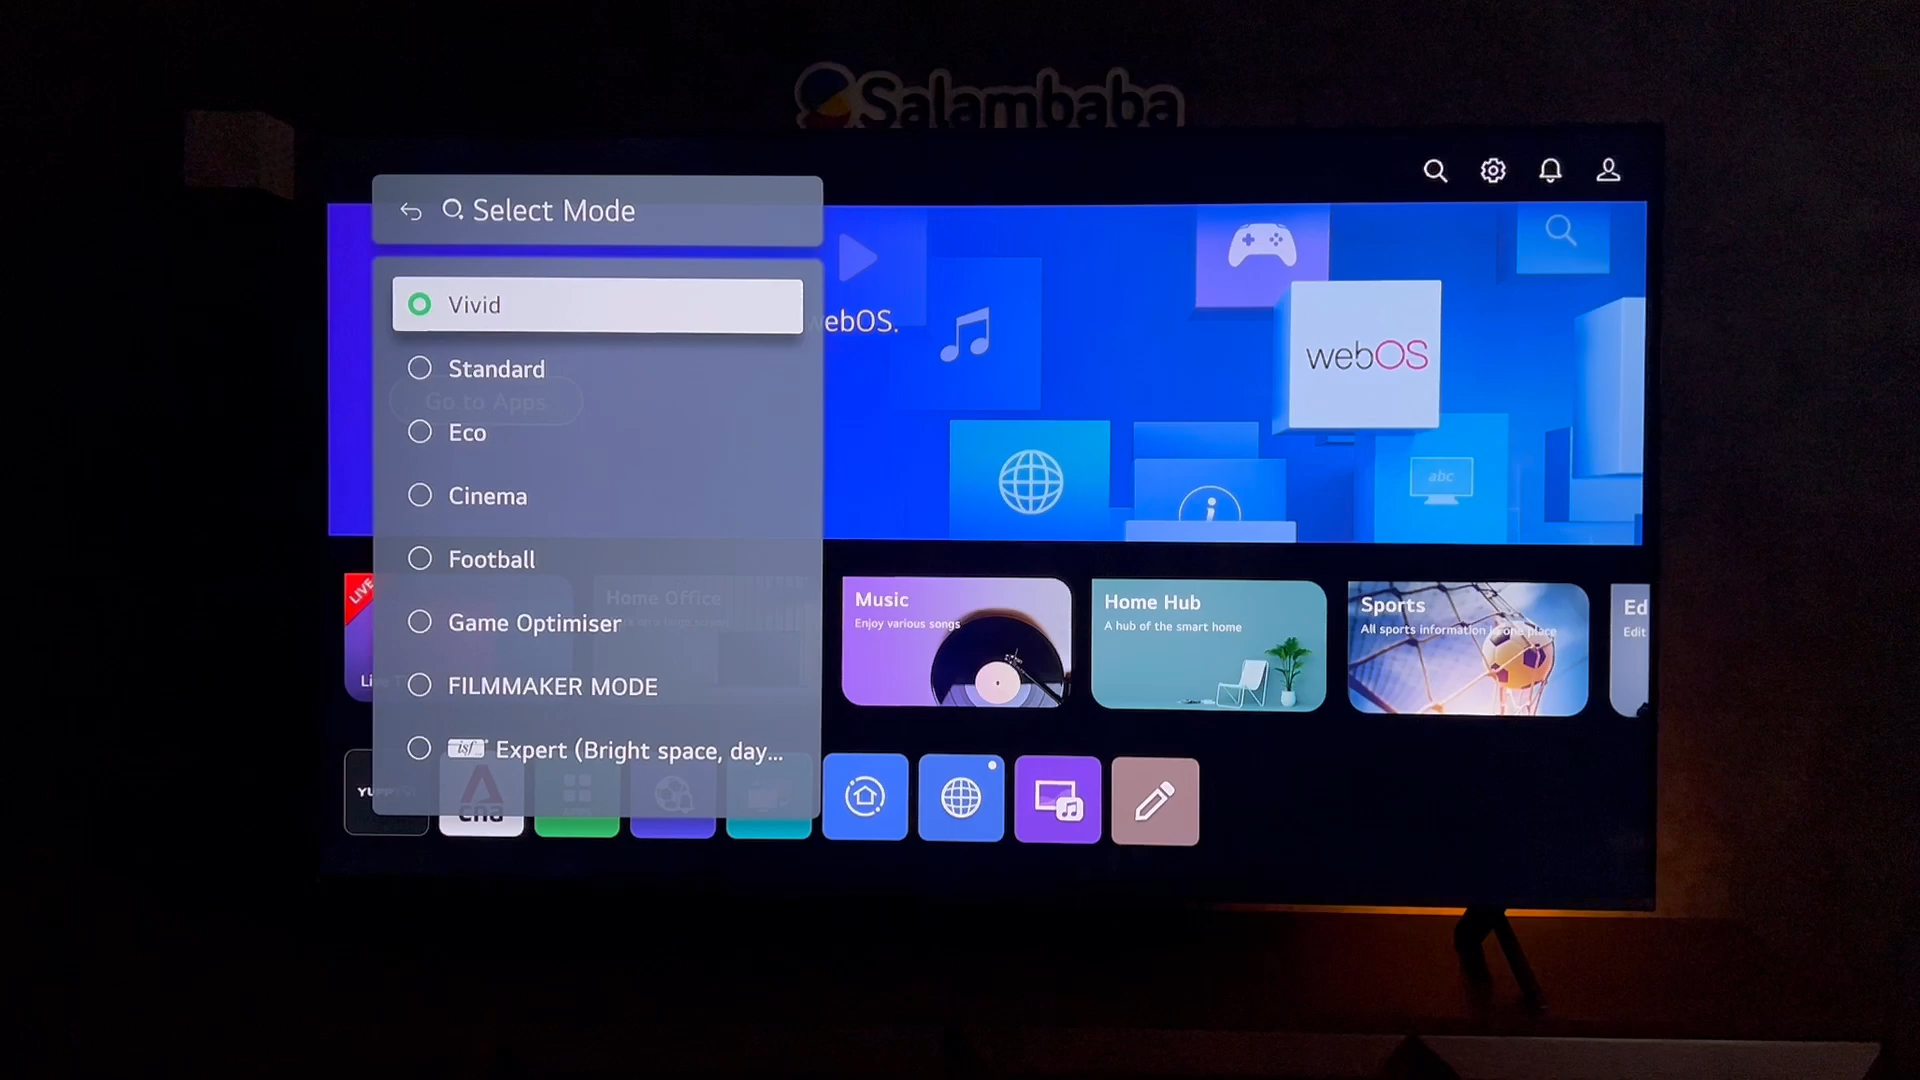 Salambaba
Select Mode
Vivid
Standard
Go to Apps
Eco
Cinema
Football
Game Optimiser
FILMMAKER MODE
isf Expert (Bright space, day...
webOS.
webOS
abc
i
LIVE
Home Office
Music
Enjoy various songs
Home Hub
A hub of the smart home
Sports
All sports information in one place
Ed
Edit
cna